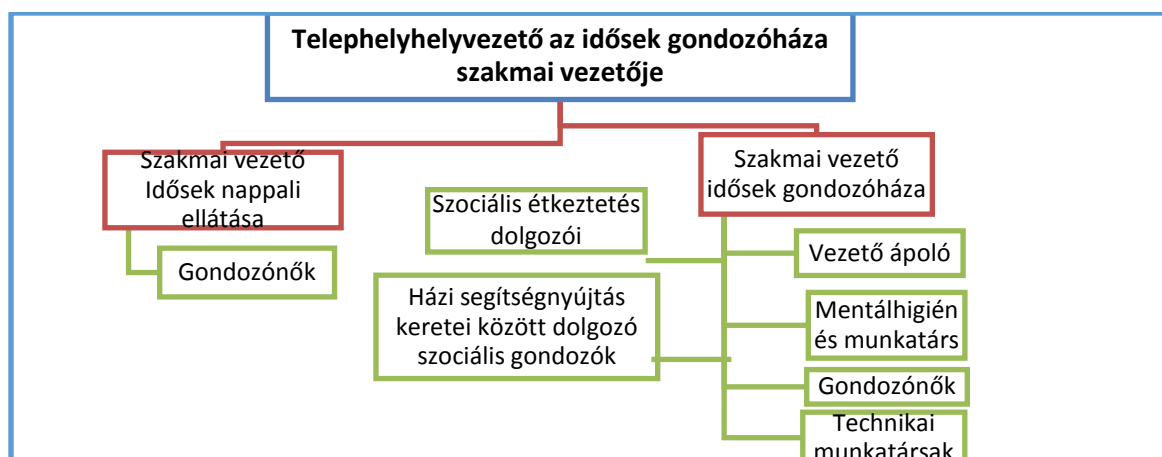 Telephelyhelyvezető az idősek gondozóháza
szakmai vezetője
Szakmai vezető
Idősek nappali
ellátása
Gondozónők
Szakmai vezető
idősek gondozóháza
Szociális étkeztetés
dolgozói
Házi segítségnyújtás
keretei között dolgozó
szociális gondozók
Vezető ápoló
Mentálhigién
és munkatárs
Gondozónők
Technikai
munkatársak